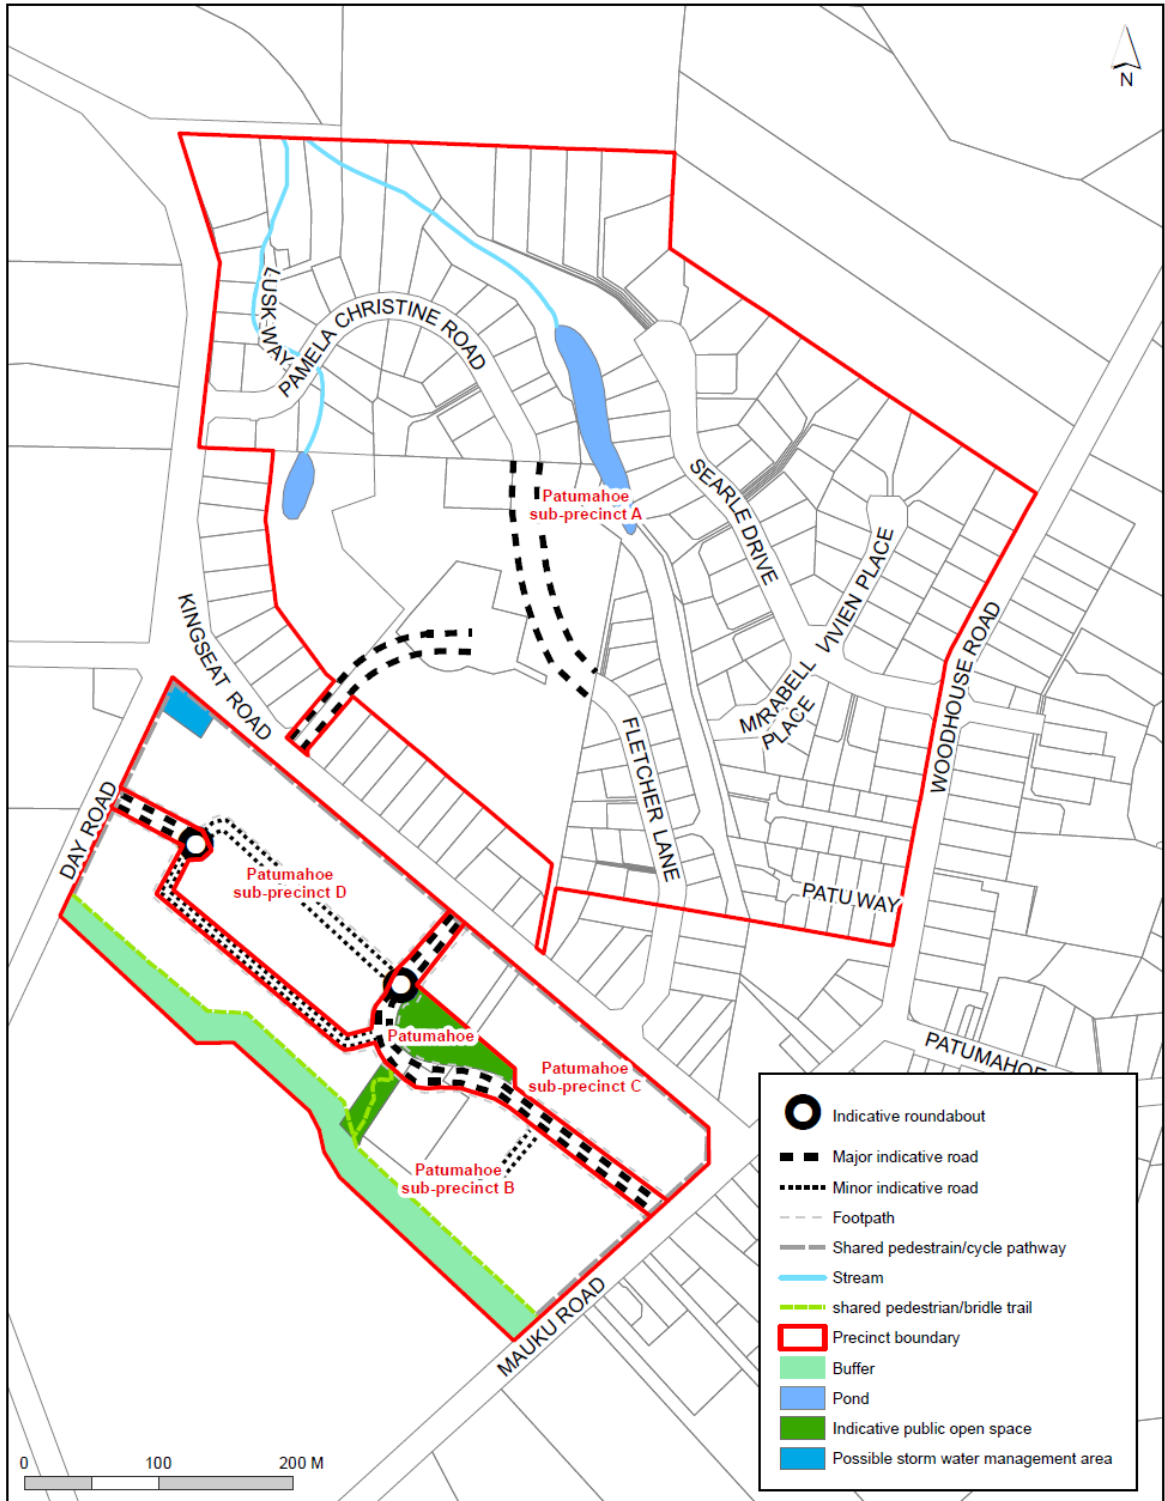 N
LUSK WAY
PAMELA CHRISTINE ROAD
Patumahoe
sub-precinct A
SEARLE DRIVE
VIVIEN PLACE
MIRABELL
PLACE
WOODHOUSE ROAD
KINGSEAT ROAD
FLETCHER LANE
DAY ROAD
PATU WAY
Patumahoe
sub-precinct D
Patumahoe
Patumahoe
sub-precinct C
Patumahoe
sub-precinct B
PATUMAHOE
MAUKU ROAD
Indicative roundabout
Major indicative road
Minor indicative road
Footpath
Shared pedestrain/cycle pathway
Stream
shared pedestrian/bridle trail
Precinct boundary
Buffer
Pond
Indicative public open space
Possible storm water management area
0 100 200 M